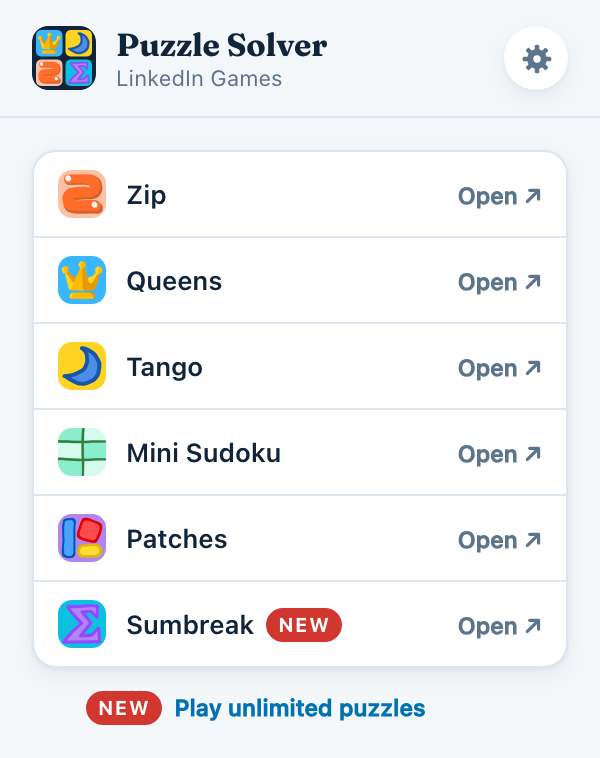 Puzzle Solver
LinkedIn Games
Zip Open
Queens Open
Tango Open
Mini Sudoku Open
Patches Open
Sumbreak NEW Open
NEW Play unlimited puzzles